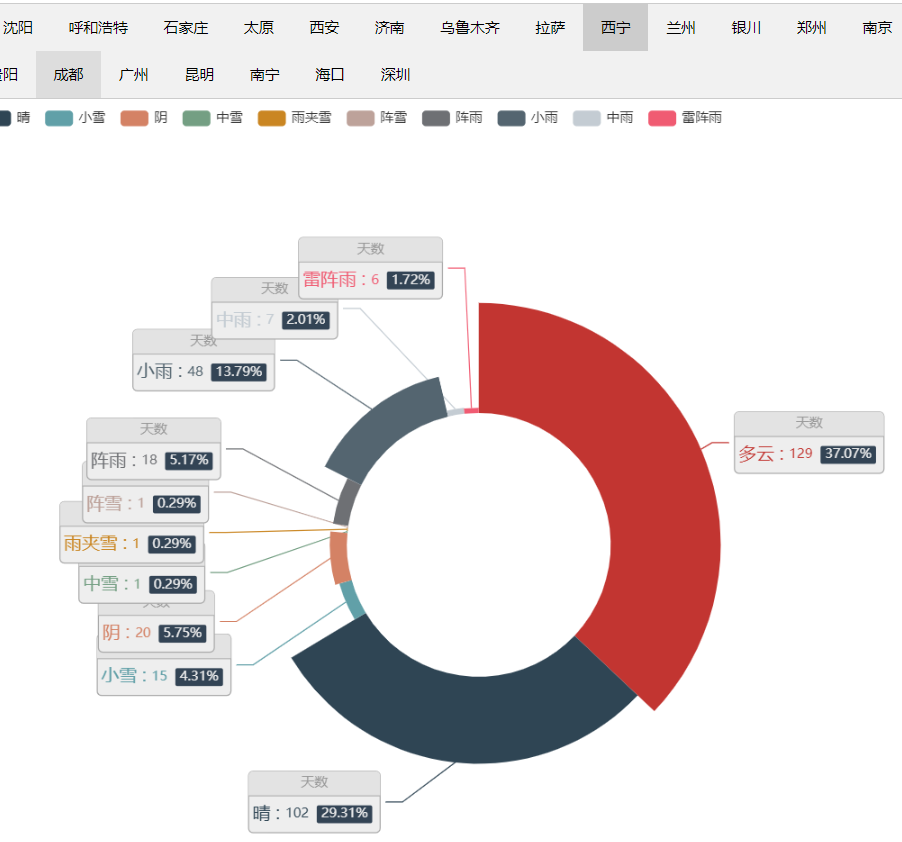 沈阳 呼和浩特 石家庄 太原 西安 济南 乌鲁木齐 拉萨 西宁 兰州 银川 郑州 南京
阳 成都 广州 昆明 南宁 海口 深圳
晴 小雪 阴 中雪 雨夹雪 阵雪 阵雨 小雨 中雨 雷阵雨
天数
雷阵雨 : 6 1.72%
天数
中雨 : 7 2.01%
天数
小雨 : 48 13.79%
天数
多云 : 129 37.07%
天数
阵雨 : 18 5.17%
阵雪 : 1 0.29%
雨夹雪 : 1 0.29%
中雪 : 1 0.29%
天数
阴 : 20 5.75%
小雪 : 15 4.31%
天数
晴 : 102 29.31%